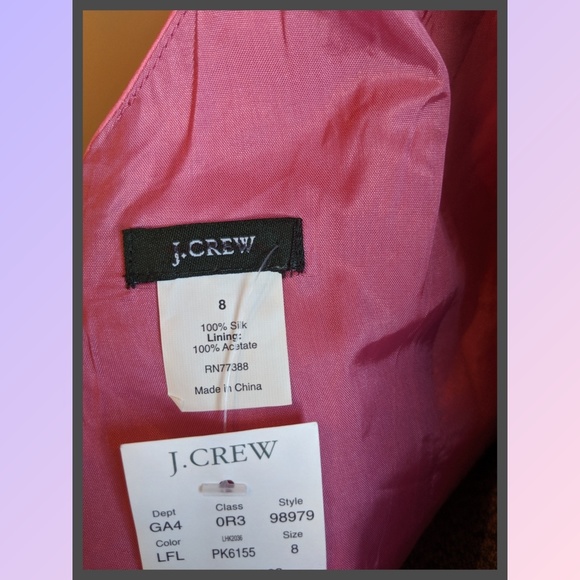 J.CREW
8
100% Silk
Lining:
100% Acetate
RN77388
Made in China
J.CREW
Dept Class Style
GA4 0R3 98979
Color LHK2036 Size
LFL PK6155 8